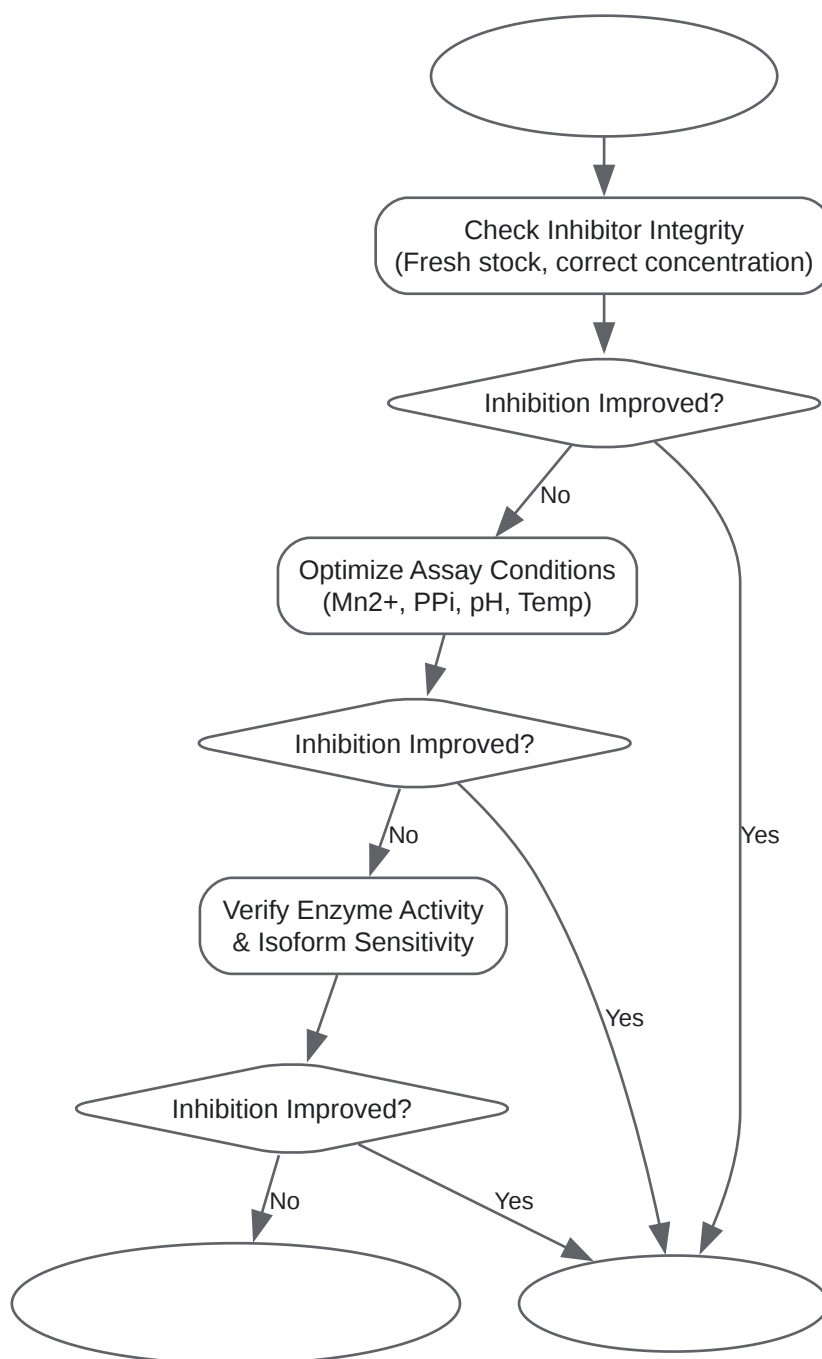 Check Inhibitor Integrity
(Fresh stock, correct concentration)
Inhibition Improved?
No
Optimize Assay Conditions
(Mn2+, PPi, pH, Temp)
Inhibition Improved?
No
Yes
Verify Enzyme Activity
& Isoform Sensitivity
Yes
Inhibition Improved?
No
Yes